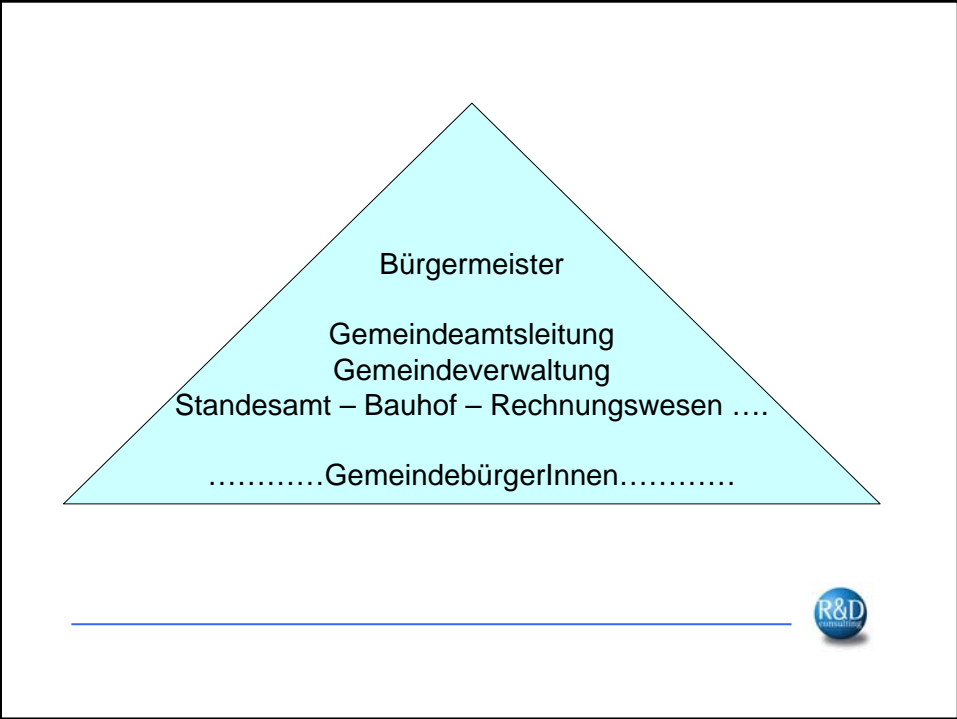 Bürgermeister
Gemeindeamtsleitung
Gemeindeverwaltung
Standesamt – Bauhof – Rechnungswesen ….
…………GemeindebürgerInnen…………
R&D
consulting